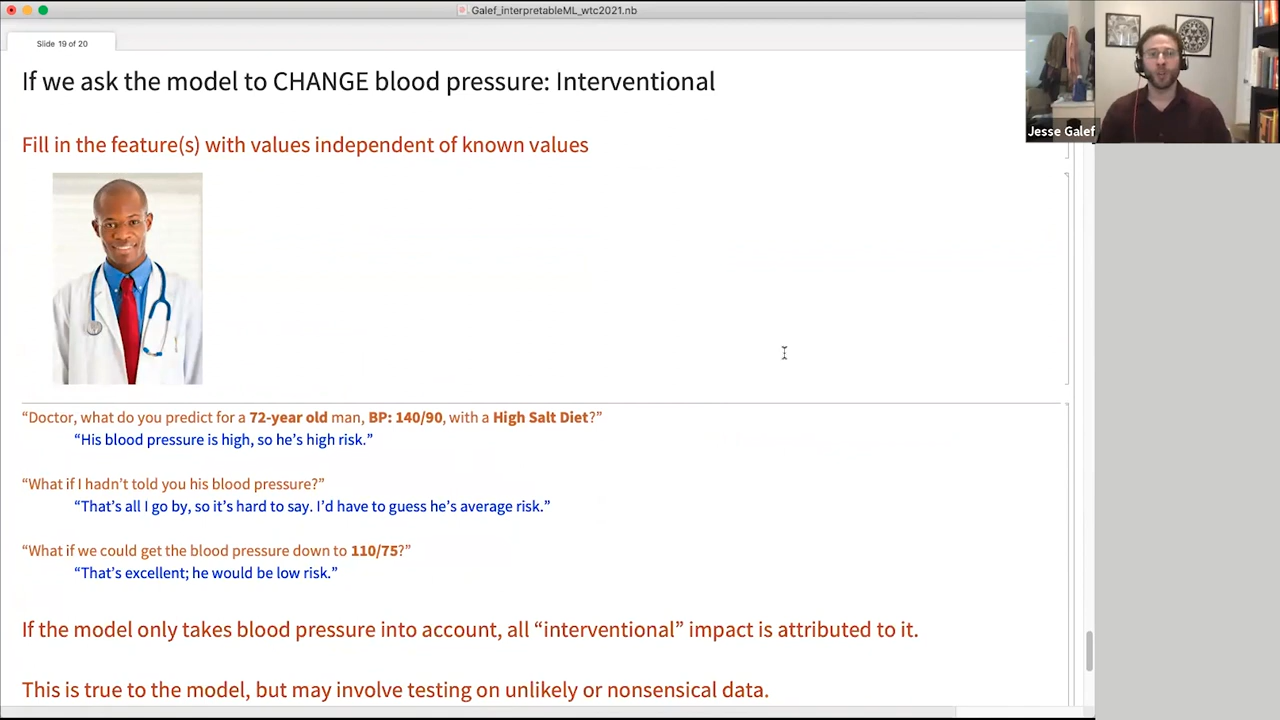 Galef_interpretableML_wtc2021.nb
Slide 19 of 20
If we ask the model to CHANGE blood pressure: Interventional
Jesse Galef
Fill in the feature(s) with values independent of known values
“Doctor, what do you predict for a 72-year old man, BP: 140/90, with a High Salt Diet?”
“His blood pressure is high, so he’s high risk.”
“What if I hadn’t told you his blood pressure?”
“That’s all I go by, so it’s hard to say. I’d have to guess he’s average risk.”
“What if we could get the blood pressure down to 110/75?”
“That’s excellent; he would be low risk.”
If the model only takes blood pressure into account, all “interventional” impact is attributed to it.
This is true to the model, but may involve testing on unlikely or nonsensical data.